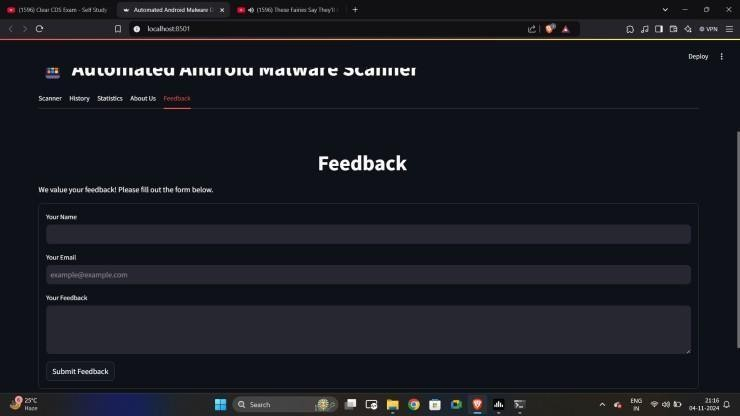 (1596) Clear CDS Exam - Self Study
Automated Android Malware D
(1596) These Fairies Say They'll
localhost:8501
VPN
Deploy
Automated Android Malware Scanner
Scanner
History
Statistics
About Us
Feedback
Feedback
We value your feedback! Please fill out the form below.
Your Name
Your Email
example@example.com
Your Feedback
Submit Feedback
25°C
Haze
Search
ENG
IN
21:16
04-11-2024